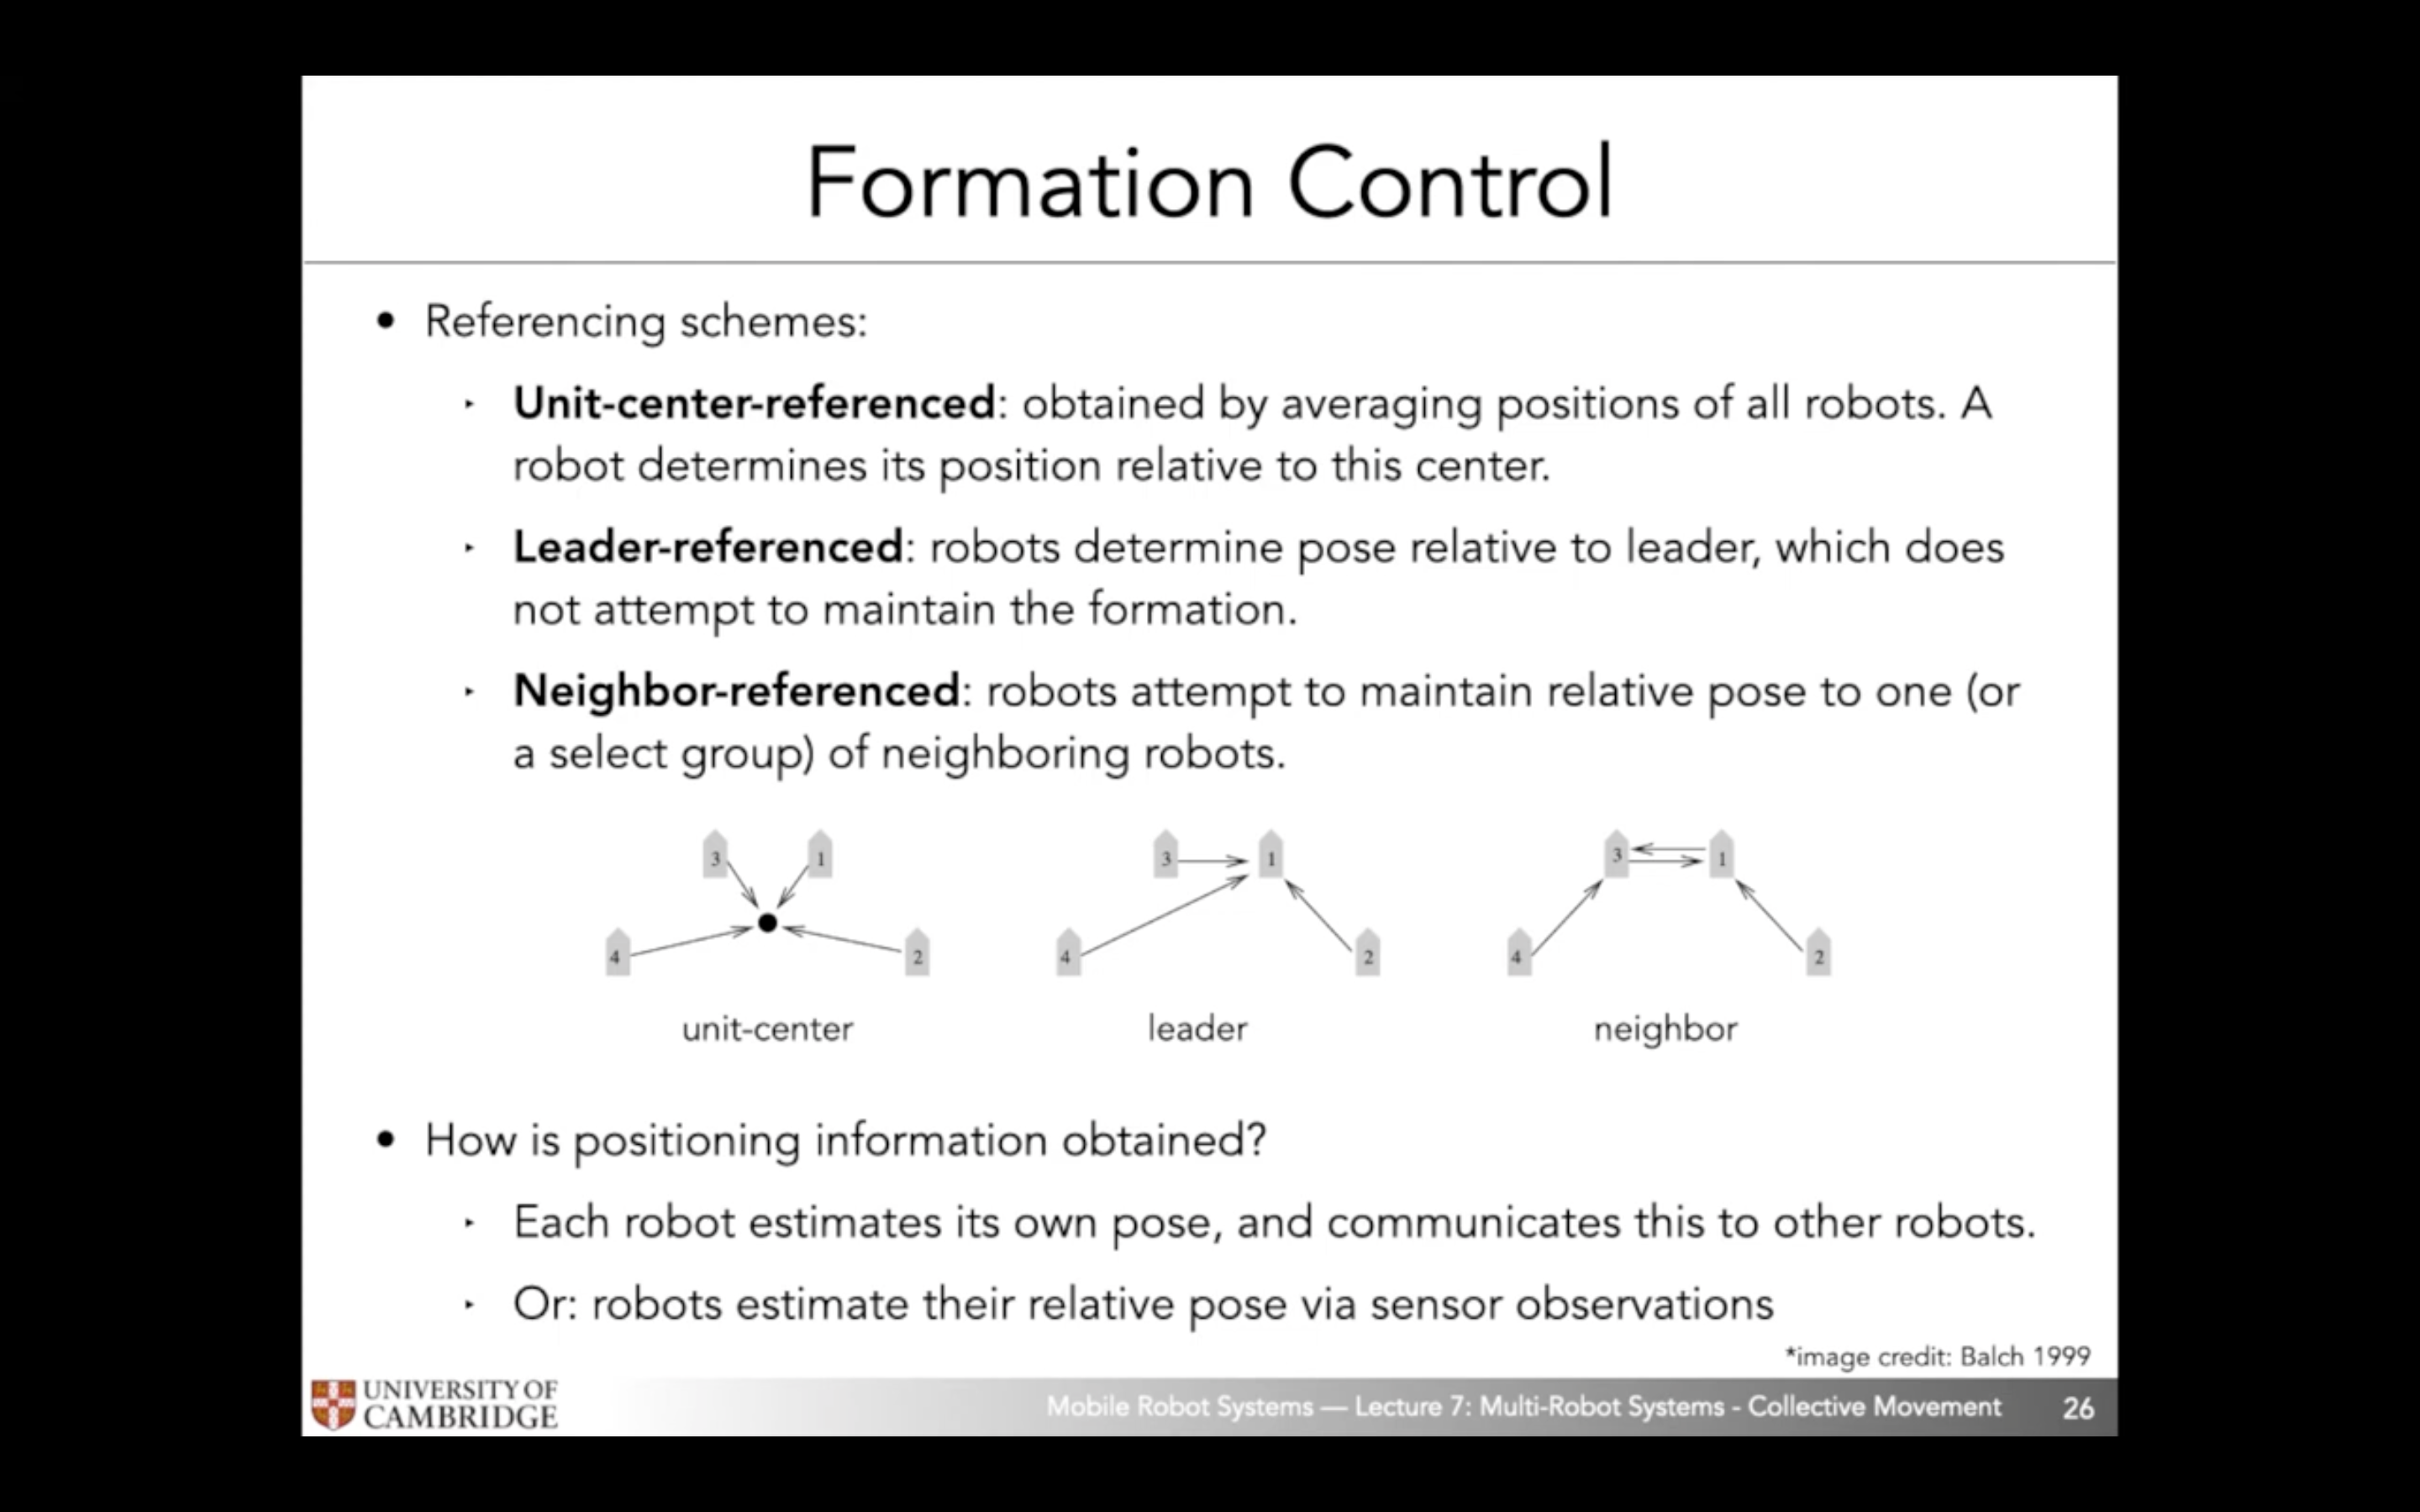 Formation Control
• Referencing schemes:
‣ Unit-center-referenced: obtained by averaging positions of all robots. A
robot determines its position relative to this center.
‣ Leader-referenced: robots determine pose relative to leader, which does
not attempt to maintain the formation.
‣ Neighbor-referenced: robots attempt to maintain relative pose to one (or
a select group) of neighboring robots.
3 1 3 1 3 1
4 2 4 2 4 2
unit-center leader neighbor
• How is positioning information obtained?
‣ Each robot estimates its own pose, and communicates this to other robots.
‣ Or: robots estimate their relative pose via sensor observations
*image credit: Balch 1999
UNIVERSITY OF
CAMBRIDGE
Mobile Robot Systems — Lecture 7: Multi-Robot Systems - Collective Movement 26